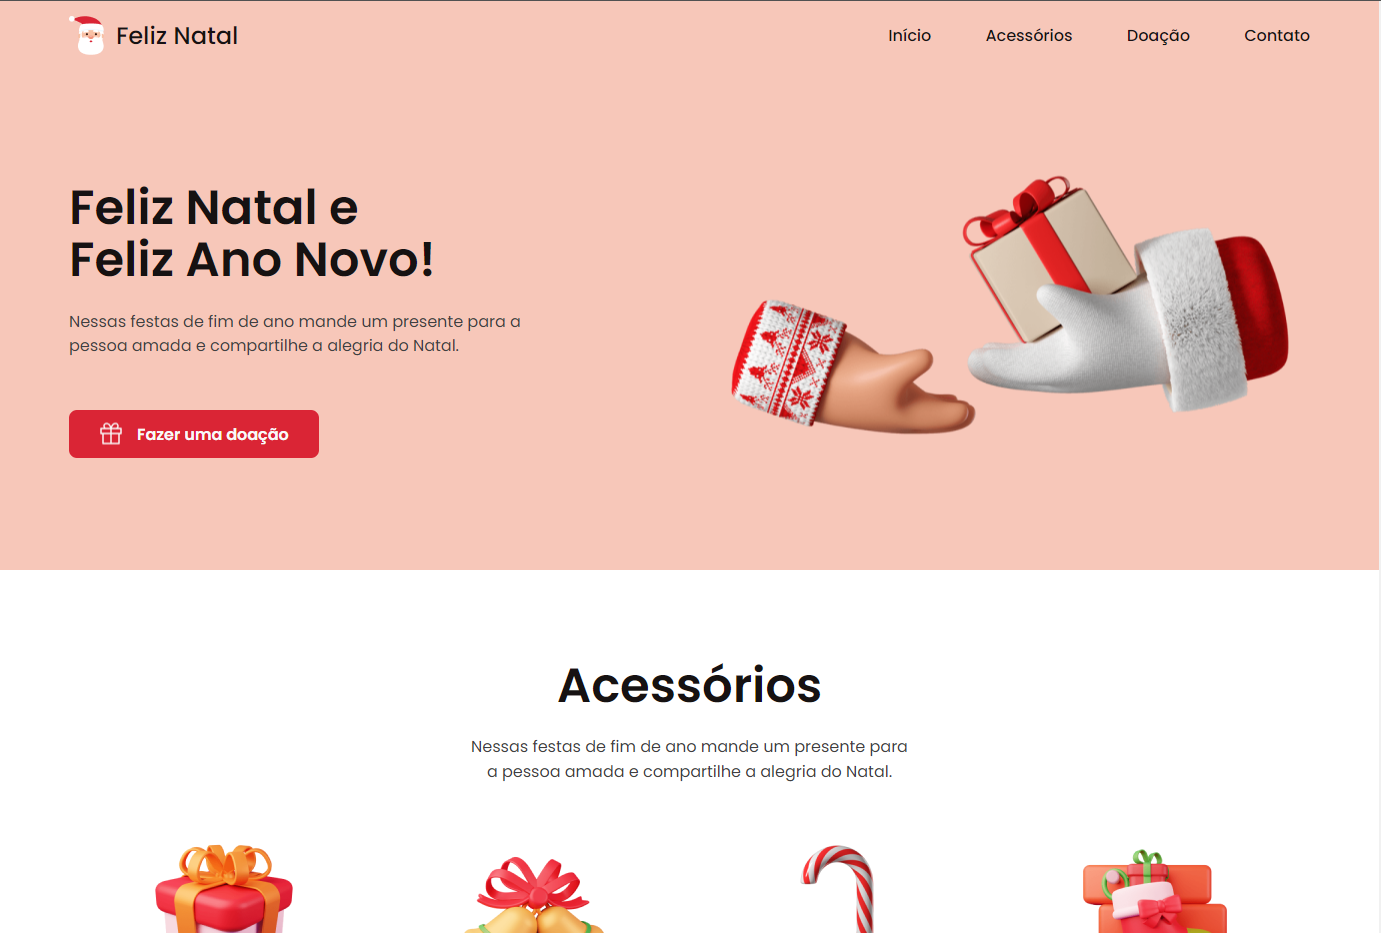 Feliz Natal
Início
Acessórios
Doação
Contato
Feliz Natal e
Feliz Ano Novo!
Nessas festas de fim de ano mande um presente para a
pessoa amada e compartilhe a alegria do Natal.
Fazer uma doação
Acessórios
Nessas festas de fim de ano mande um presente para
a pessoa amada e compartilhe a alegria do Natal.